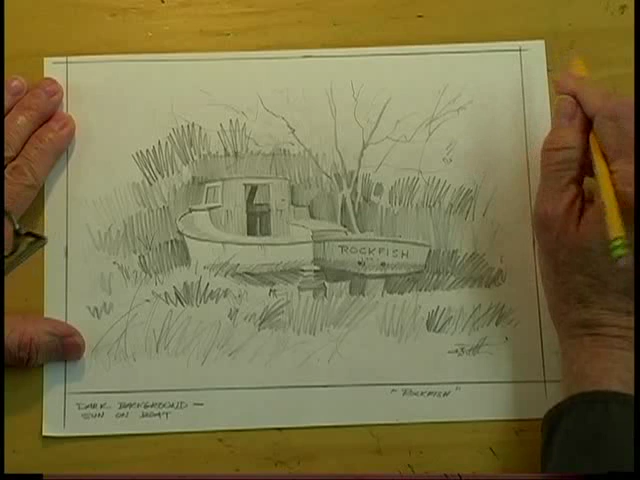 ROCKFISH
DARK BACKGROUND —
SUN ON BOAT
"ROCKFISH"